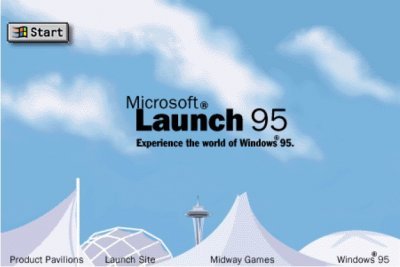 Start
Microsoft®
Launch 95
Experience the world of Windows® 95.
Product Pavilions Launch Site Midway Games Windows® 95